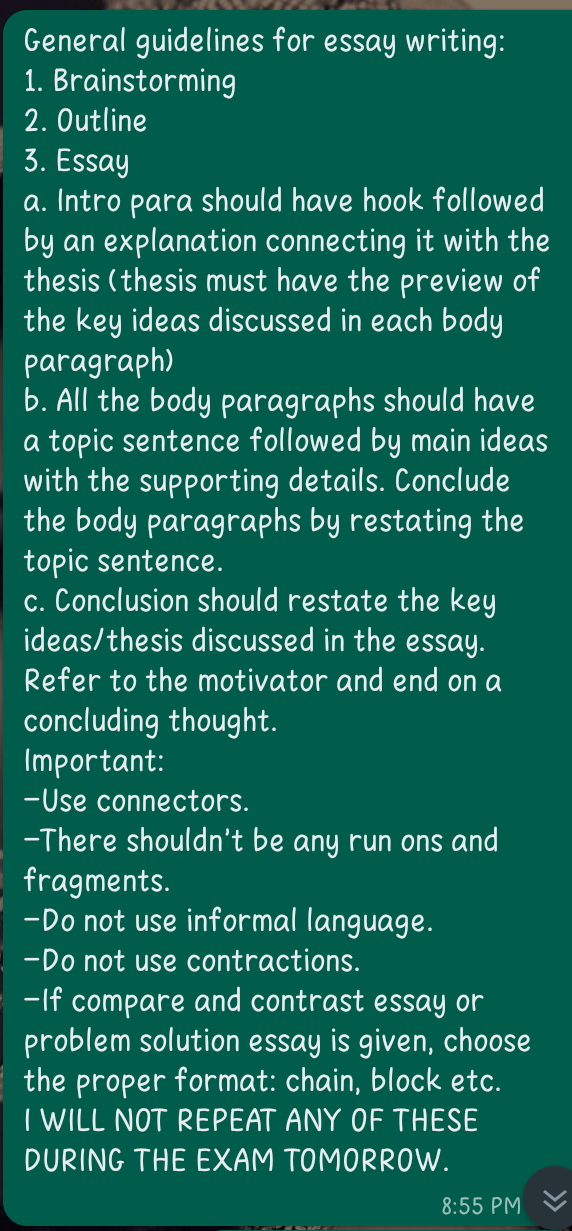 General guidelines for essay writing:
1. Brainstorming
2. Outline
3. Essay
a. Intro para should have hook followed
by an explanation connecting it with the
thesis (thesis must have the preview of
the key ideas discussed in each body
paragraph)
b. All the body paragraphs should have
a topic sentence followed by main ideas
with the supporting details. Conclude
the body paragraphs by restating the
topic sentence.
c. Conclusion should restate the key
ideas/thesis discussed in the essay.
Refer to the motivator and end on a
concluding thought.
Important:
–Use connectors.
–There shouldn't be any run ons and
fragments.
–Do not use informal language.
–Do not use contractions.
–If compare and contrast essay or
problem solution essay is given, choose
the proper format: chain, block etc.
I WILL NOT REPEAT ANY OF THESE
DURING THE EXAM TOMORROW.
8:55 PM